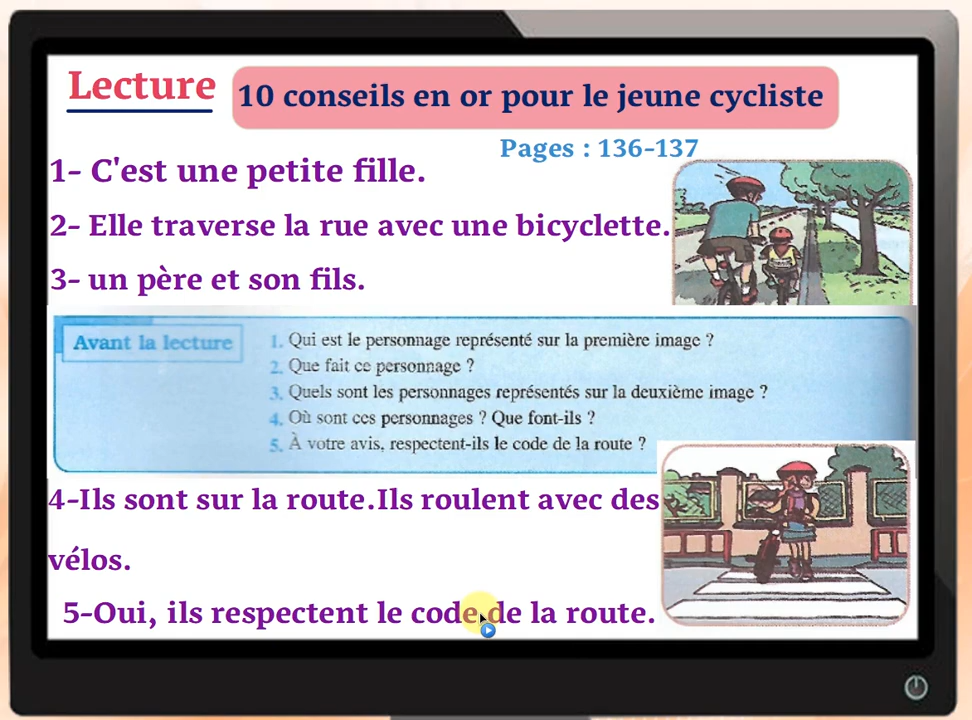 Lecture
10 conseils en or pour le jeune cycliste
Pages : 136-137
1- C'est une petite fille.
2- Elle traverse la rue avec une bicyclette.
3- un père et son fils.
Avant la lecture
1. Qui est le personnage représenté sur la première image ?
2. Que fait ce personnage ?
3. Quels sont les personnages représentés sur la deuxième image ?
4. Où sont ces personnages ? Que font-ils ?
5. À votre avis, respectent-ils le code de la route ?
4-Ils sont sur la route.Ils roulent avec des
vélos.
5-Oui, ils respectent le code de la route.